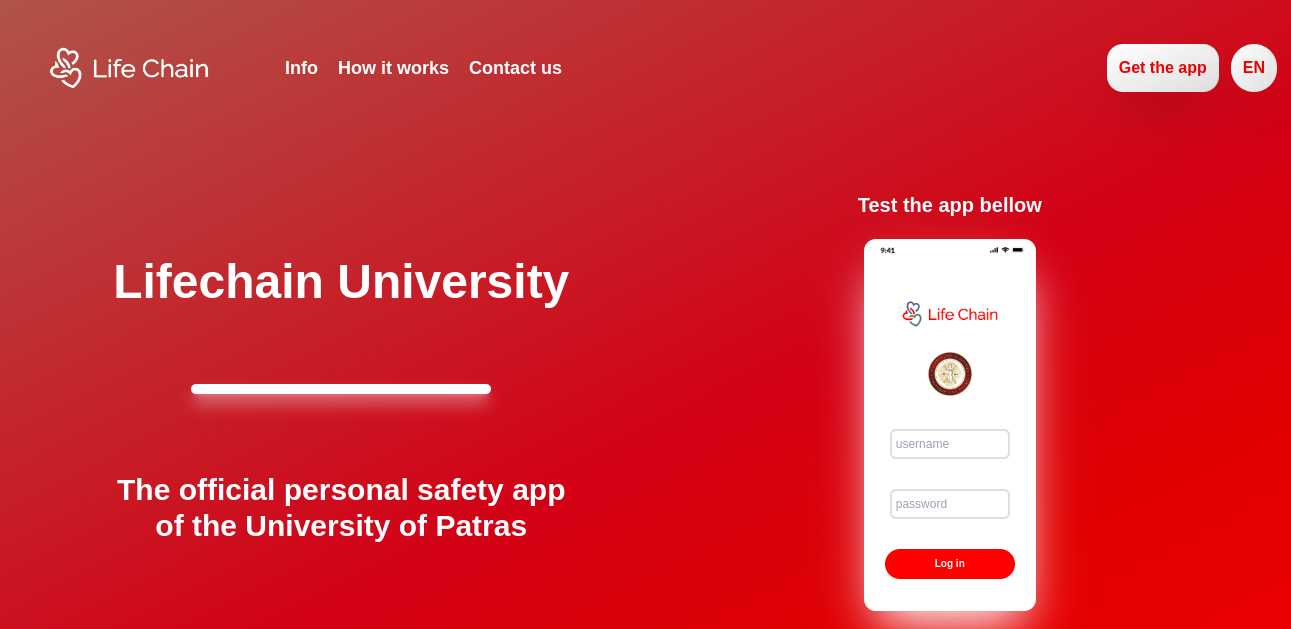 Life Chain
Info
How it works
Contact us
Get the app
EN
Lifechain University
The official personal safety app
of the University of Patras
Test the app bellow
9:41
Life Chain
username
password
Log in